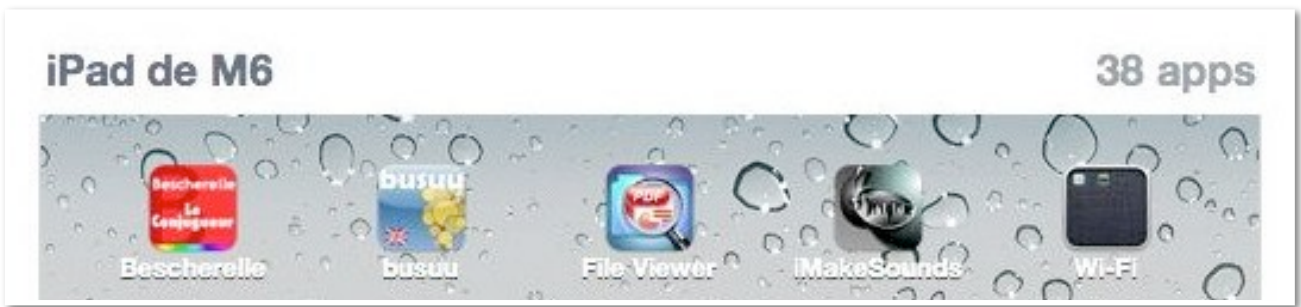 iPad de M6 38 apps
Bescherelle
Le
Conjugueur
busuu
PDF
Bescherelle busuu File Viewer iMakeSounds Wi-Fi